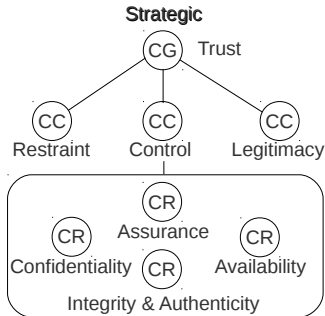 Strategic
CG Trust
CC CC CC
Restraint Control Legitimacy
CR
Assurance
CR CR
Confidentiality Availability
CR
Integrity & Authenticity